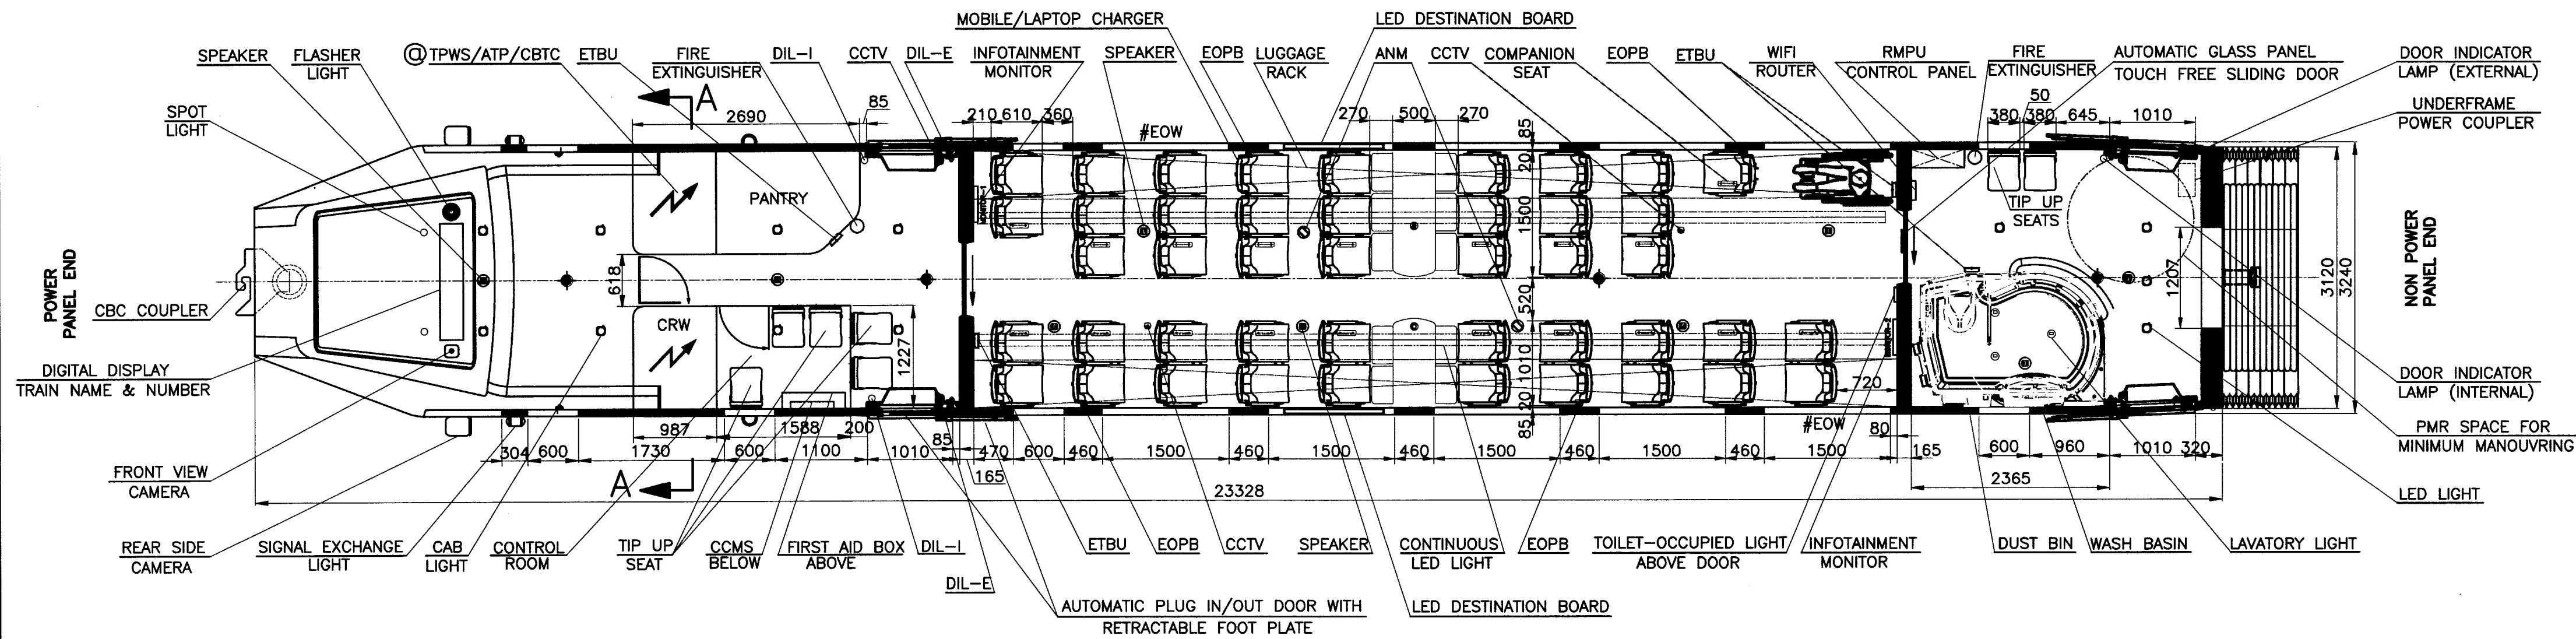 MOBILE/LAPTOP CHARGER
LED DESTINATION BOARD
SPEAKER
FLASHER
LIGHT
@ TPWS/ATP/CBTC
ETBU
FIRE
EXTINGUISHER
DIL-I
CCTV
DIL-E
INFOTAINMENT
MONITOR
SPEAKER
EOPB
LUGGAGE
RACK
ANM
CCTV
COMPANION
SEAT
EOPB
ETBU
WIFI
ROUTER
RMPU
CONTROL PANEL
FIRE
EXTINGUISHER
AUTOMATIC GLASS PANEL
TOUCH FREE SLIDING DOOR
DOOR INDICATOR
LAMP (EXTERNAL)
SPOT
LIGHT
A
2690
85
210
610
360
#EOW
270
500
270
85
50
380
380
645
1010
UNDERFRAME
POWER COUPLER
PANTRY
20
1500
TIP UP
SEATS
POWER
PANEL END
618
CRW
1227
520
1010
20
85
1207
3120
3240
NON POWER
PANEL END
CBC COUPLER
DIGITAL DISPLAY
TRAIN NAME & NUMBER
DOOR INDICATOR
LAMP (INTERNAL)
720
#EOW
987
1588
200
85
80
304
600
1730
600
1100
1010
470
600
460
1500
460
1500
460
1500
460
1500
460
1500
165
600
960
1010
320
PMR SPACE FOR
MINIMUM MANOUVRING
FRONT VIEW
CAMERA
A
165
2365
23328
LED LIGHT
REAR SIDE
CAMERA
SIGNAL EXCHANGE
LIGHT
CAB
LIGHT
CONTROL
ROOM
TIP UP
SEAT
CCMS
BELOW
FIRST AID BOX
ABOVE
DIL-I
DIL-E
ETBU
EOPB
CCTV
SPEAKER
CONTINUOUS
LED LIGHT
EOPB
TOILET-OCCUPIED LIGHT
ABOVE DOOR
INFOTAINMENT
MONITOR
DUST BIN
WASH BASIN
LAVATORY LIGHT
AUTOMATIC PLUG IN/OUT DOOR WITH
RETRACTABLE FOOT PLATE
LED DESTINATION BOARD